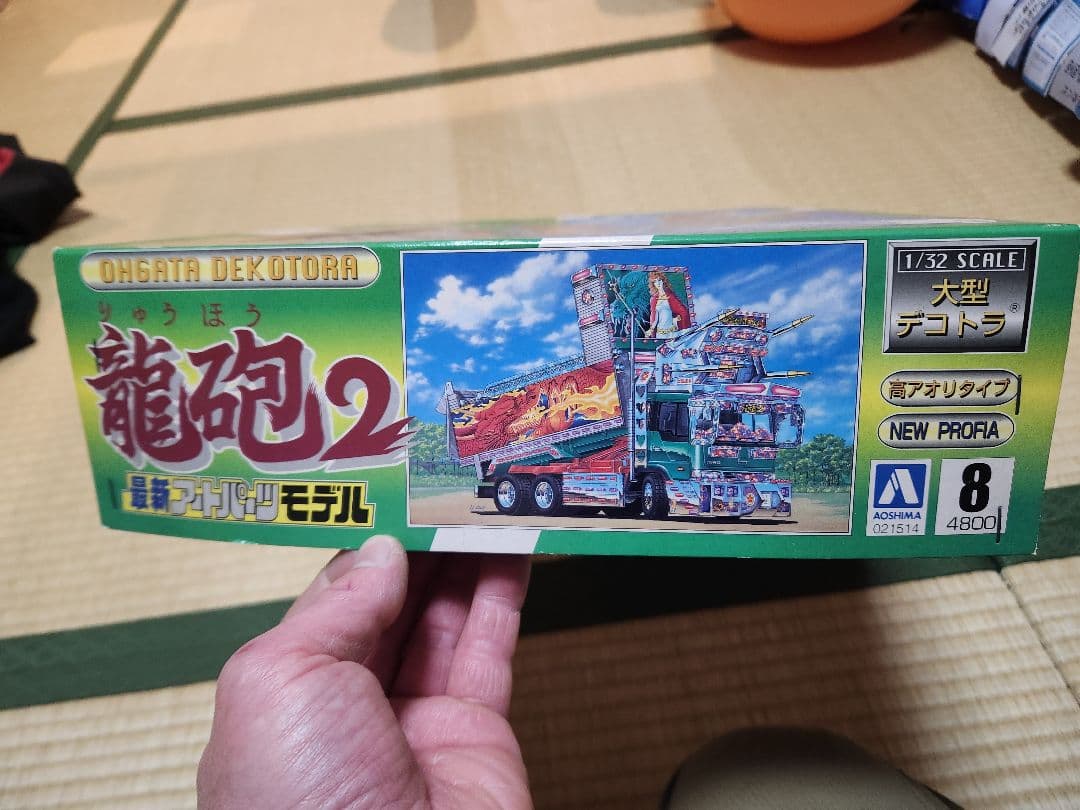 OHGATA DEKOTORA
りゅうほう
龍砲2
最新アートパーツモデル
1/32 SCALE
大型
デコトラ®
高アオリタイプ
NEW PROFIA
AOSHIMA
021514
8
4800